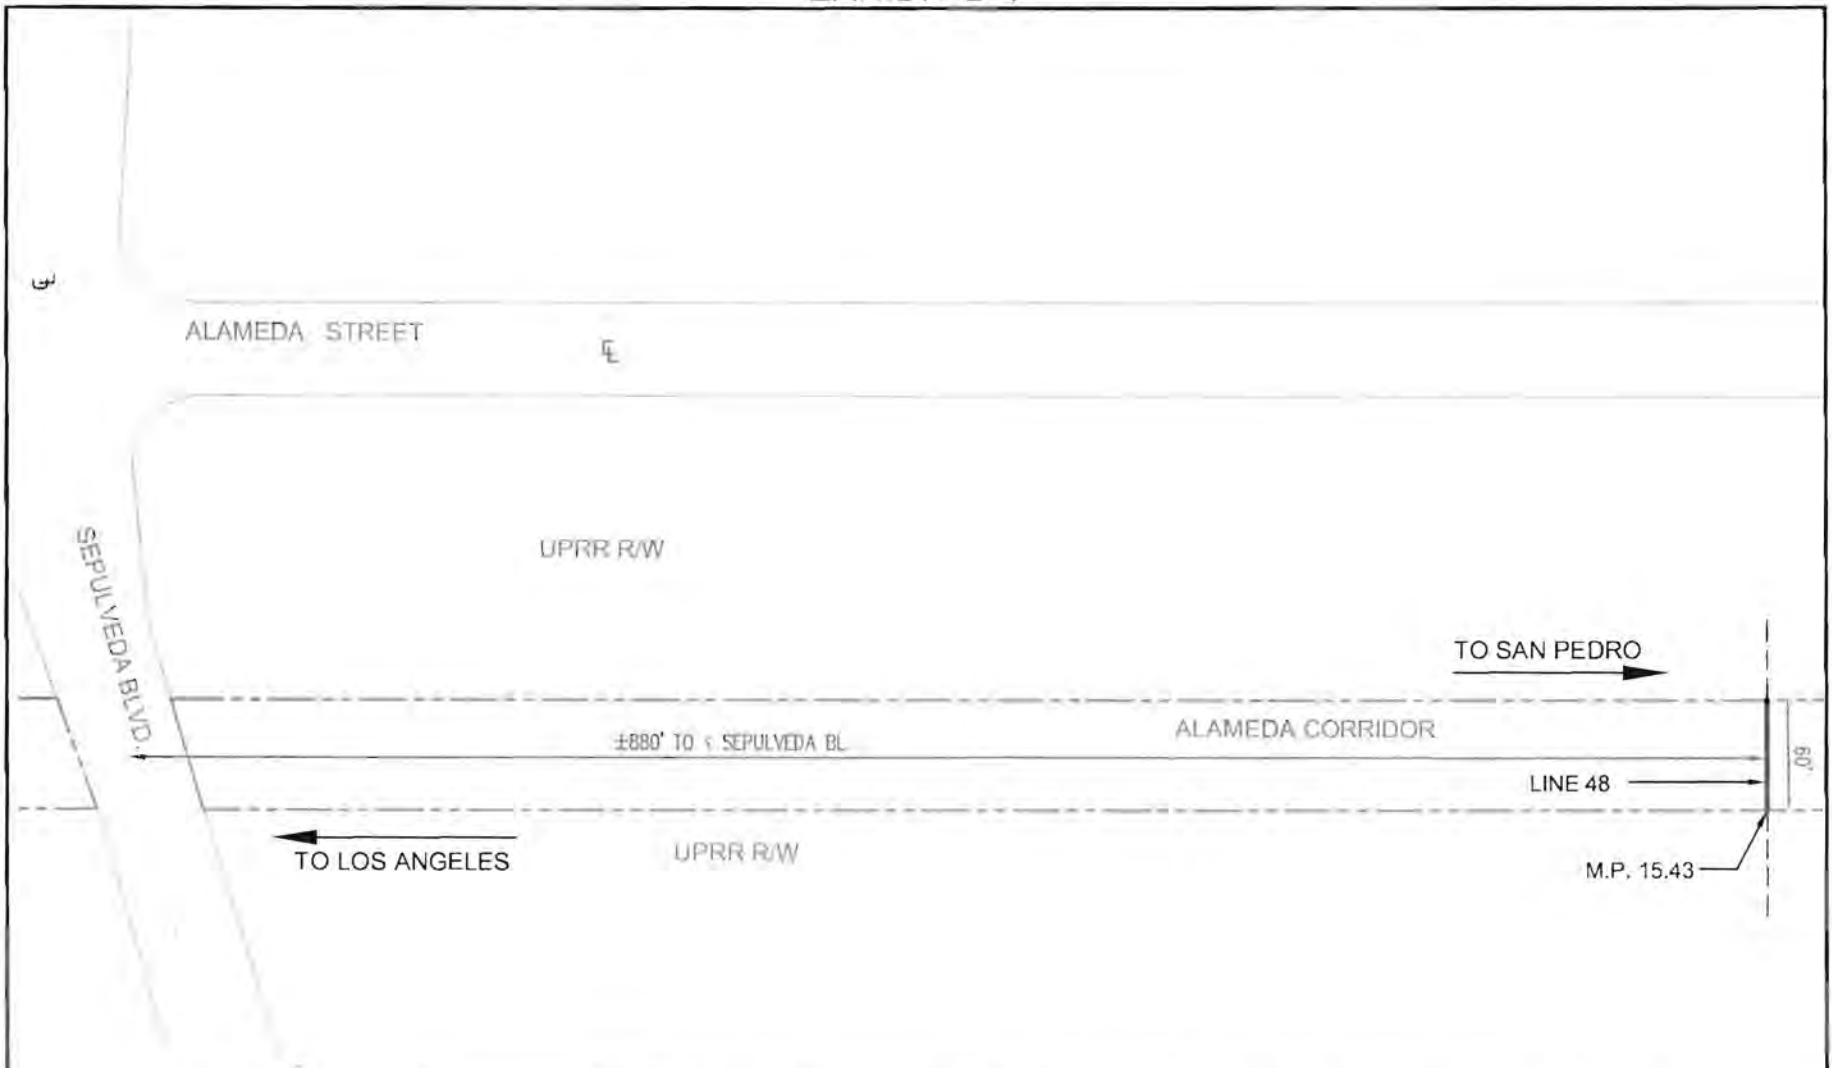 ℄
ALAMEDA STREET
℄
SEPULVEDA BLVD.
UPRR R/W
TO SAN PEDRO
ALAMEDA CORRIDOR
±880' TO ℄ SEPULVEDA BL
60'
LINE 48
TO LOS ANGELES
UPRR R/W
M.P. 15.43